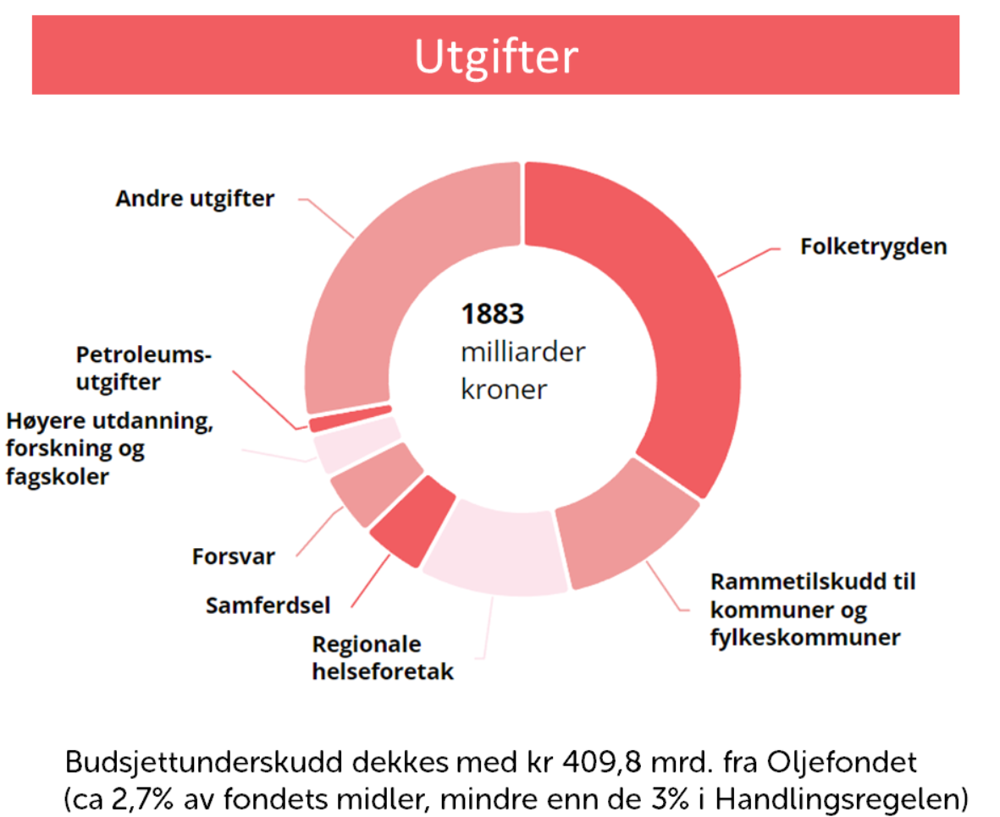 Utgifter
Andre utgifter
Folketrygden
1883
milliarder
kroner
Petroleums-
utgifter
Høyere utdanning,
forskning og
fagskoler
Forsvar
Samferdsel
Regionale
helseforetak
Rammetilskudd til
kommuner og
fylkeskommuner
Budsjettunderskudd dekkes med kr 409,8 mrd. fra Oljefondet
(ca 2,7% av fondets midler, mindre enn de 3% i Handlingsregelen)